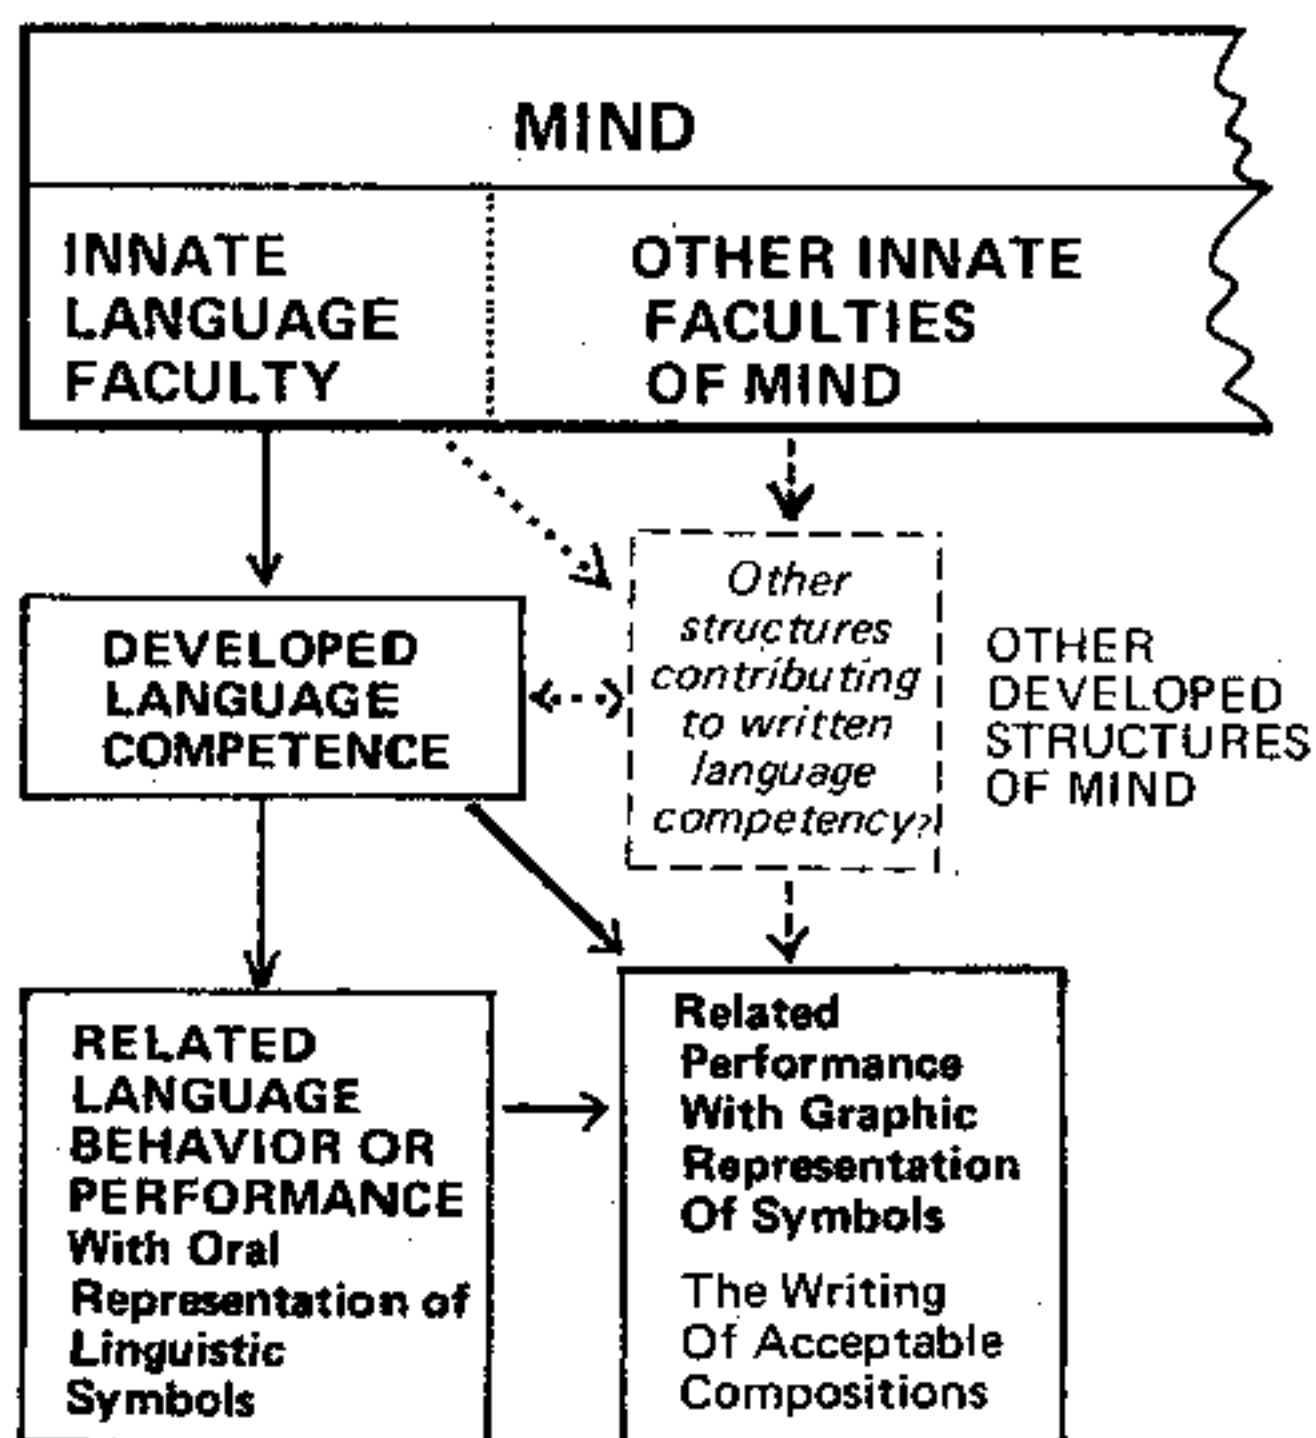 MIND
INNATE
LANGUAGE
FACULTY
OTHER INNATE
FACULTIES
OF MIND
DEVELOPED
LANGUAGE
COMPETENCE
Other
structures
contributing
to written
language
competency?
OTHER
DEVELOPED
STRUCTURES
OF MIND
RELATED
LANGUAGE
BEHAVIOR OR
PERFORMANCE
With Oral
Representation of
Linguistic
Symbols
Related
Performance
With Graphic
Representation
Of Symbols
The Writing
Of Acceptable
Compositions